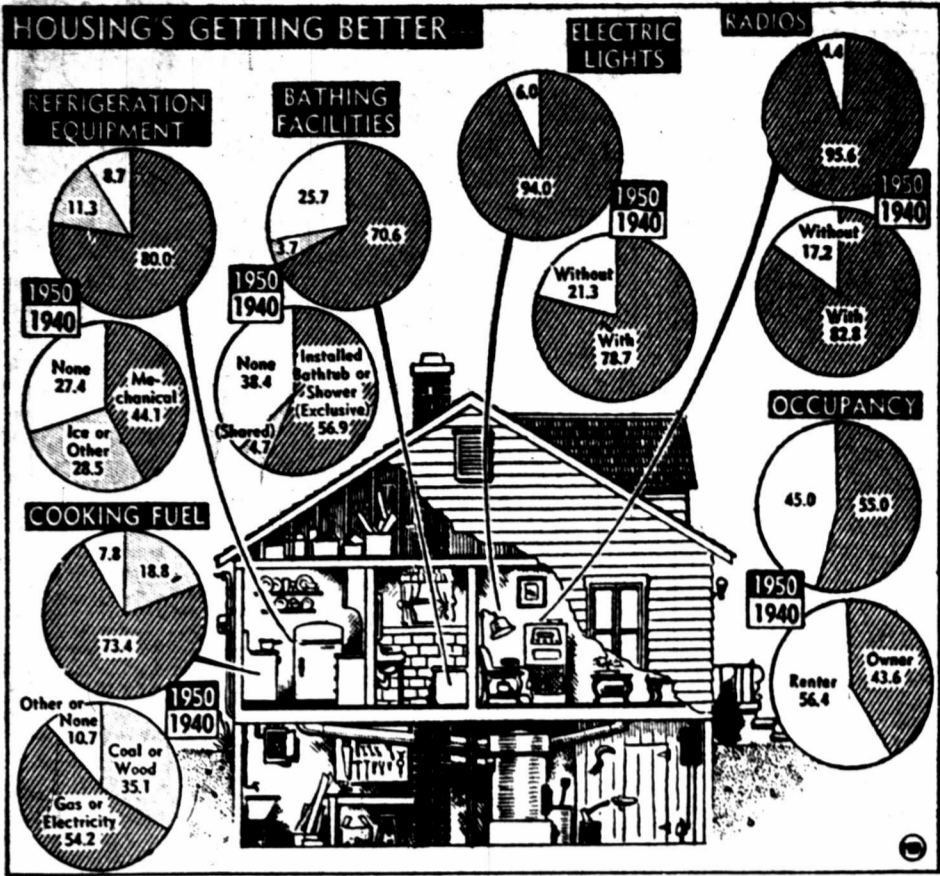 HOUSING'S GETTING BETTER
REFRIGERATION
EQUIPMENT
8.7
11.3
80.0
1950
1940
None
27.4
Me-
chanical
44.1
Ice or
Other
28.5
BATHING
FACILITIES
25.7
3.7
70.6
1950
1940
None
38.4
Installed
Bathtub or
Shower
(Exclusive)
56.9
(Shared)
4.7
ELECTRIC
LIGHTS
6.0
94.0
1950
1940
Without
21.3
With
78.7
RADIOS
4.4
95.6
1950
1940
Without
17.2
With
82.8
OCCUPANCY
45.0
55.0
1950
1940
Renter
56.4
Owner
43.6
COOKING FUEL
7.8
18.8
73.4
1950
1940
Other or
None
10.7
Coal or
Wood
35.1
Gas or
Electricity
54.2